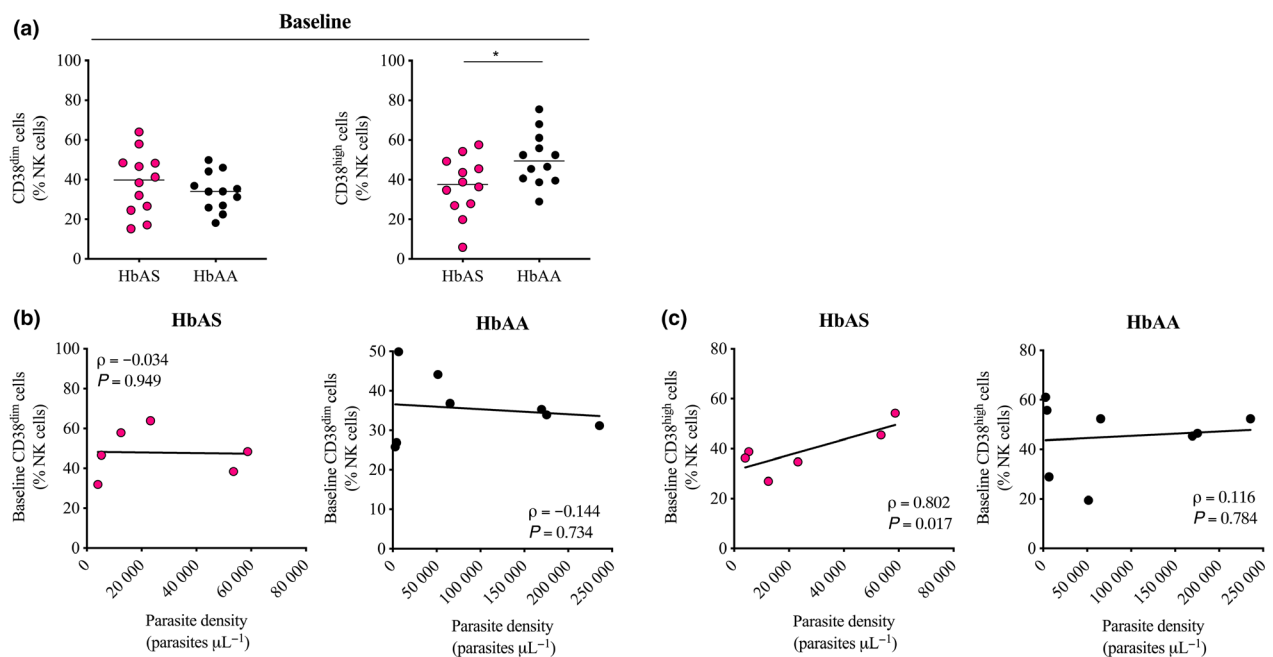 (a)
Baseline
CD38dim cells
(% NK cells)
100
80
60
40
20
0
HbAS
HbAA
CD38high cells
(% NK cells)
100
80
60
40
20
0
*
HbAS
HbAA
(b)
HbAS
Baseline CD38dim cells
(% NK cells)
100
80
60
40
20
0
ρ = −0.034
P = 0.949
0
20 000
40 000
60 000
80 000
Parasite density
(parasites μL−1)
HbAA
Baseline CD38dim cells
(% NK cells)
50
40
30
20
10
0
ρ = −0.144
P = 0.734
0
50 000
100 000
150 000
200 000
250 000
Parasite density
(parasites μL−1)
(c)
HbAS
Baseline CD38high cells
(% NK cells)
80
60
40
20
0
ρ = 0.802
P = 0.017
0
20 000
40 000
60 000
80 000
Parasite density
(parasites μL−1)
HbAA
Baseline CD38high cells
(% NK cells)
80
60
40
20
0
ρ = 0.116
P = 0.784
0
50 000
100 000
150 000
200 000
250 000
Parasite density
(parasites μL−1)